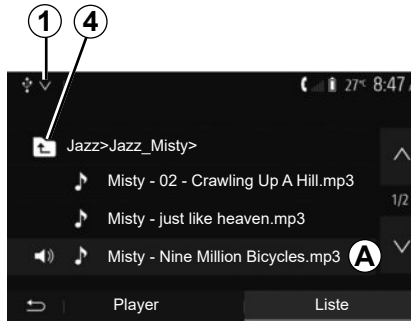 1 4
27°C 8:47
Jazz>Jazz_Misty>
Misty - 02 - Crawling Up A Hill.mp3
1/2
Misty - just like heaven.mp3
Misty - Nine Million Bicycles.mp3 A
Player Liste